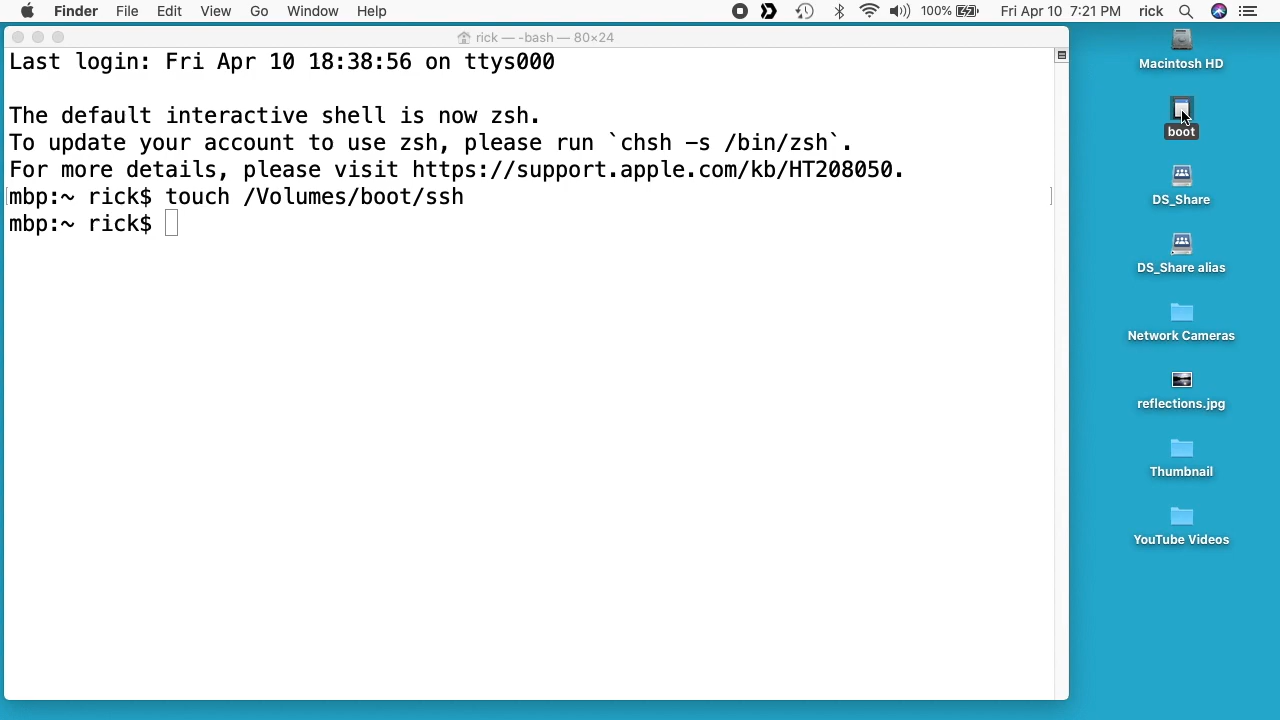 Finder File Edit View Go Window Help 100% Fri Apr 10 7:21 PM rick
rick — -bash — 80×24
Last login: Fri Apr 10 18:38:56 on ttys000
The default interactive shell is now zsh.
To update your account to use zsh, please run `chsh -s /bin/zsh`.
For more details, please visit https://support.apple.com/kb/HT208050.
[mbp:~ rick$ touch /Volumes/boot/ssh ]
mbp:~ rick$
Macintosh HD
boot
DS_Share
DS_Share alias
Network Cameras
reflections.jpg
Thumbnail
YouTube Videos